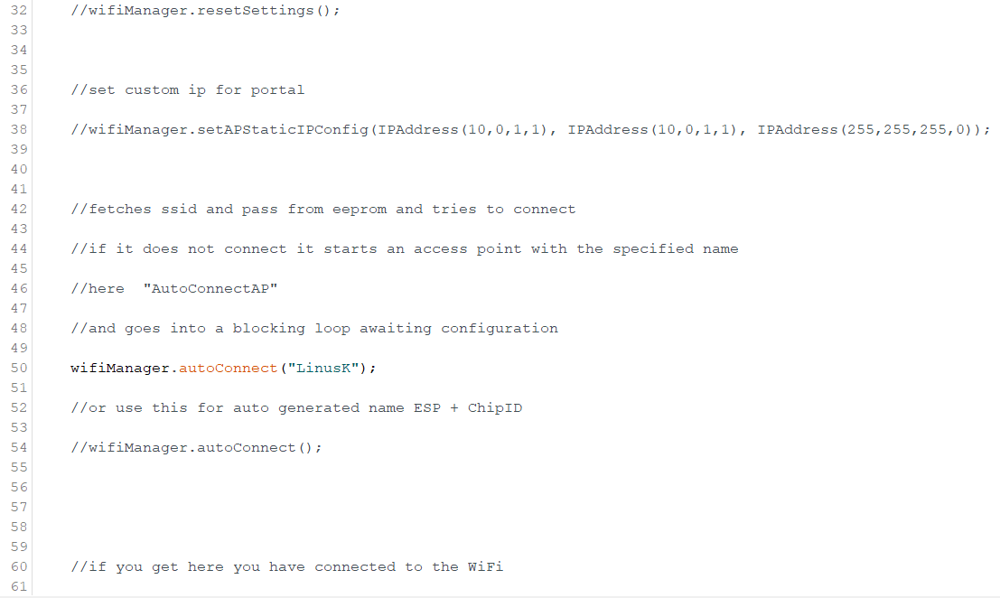 32 //wifiManager.resetSettings();
33
34
35
36 //set custom ip for portal
37
38 //wifiManager.setAPStaticIPConfig(IPAddress(10,0,1,1), IPAddress(10,0,1,1), IPAddress(255,255,255,0));
39
40
41
42 //fetches ssid and pass from eeprom and tries to connect
43
44 //if it does not connect it starts an access point with the specified name
45
46 //here  "AutoConnectAP"
47
48 //and goes into a blocking loop awaiting configuration
49
50 wifiManager.autoConnect("LinusK");
51
52 //or use this for auto generated name ESP + ChipID
53
54 //wifiManager.autoConnect();
55
56
57
58
59
60 //if you get here you have connected to the WiFi
61